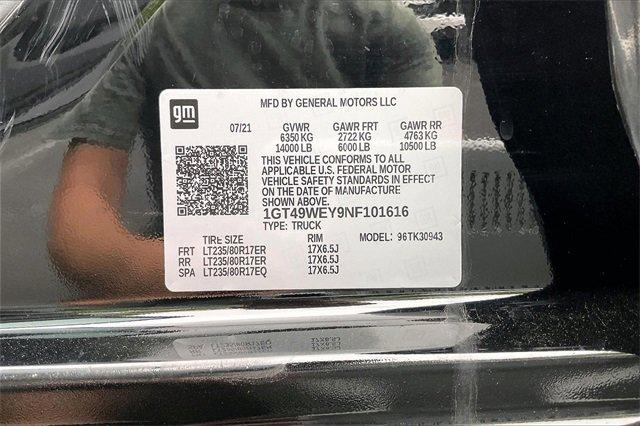 gm
MFD BY GENERAL MOTORS LLC
07/21 GVWR GAWR FRT GAWR RR
6350 KG 2722 KG 4763 KG
14000 LB 6000 LB 10500 LB
THIS VEHICLE CONFORMS TO ALL
APPLICABLE U.S. FEDERAL MOTOR
VEHICLE SAFETY STANDARDS IN EFFECT
ON THE DATE OF MANUFACTURE
SHOWN ABOVE.
1GT49WEY9NF101616
TYPE: TRUCK
TIRE SIZE RIM MODEL: 96TK30943
FRT LT235/80R17ER 17X6.5J
RR LT235/80R17ER 17X6.5J
SPA LT235/80R17EQ 17X6.5J